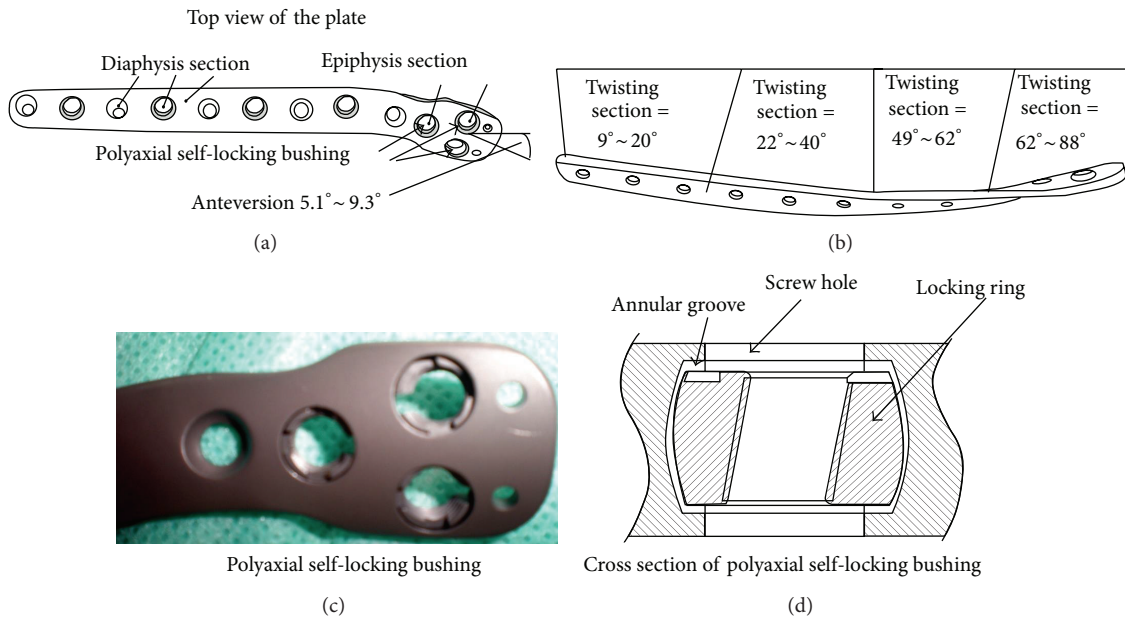 Top view of the plate
Diaphysis section
Epiphysis section
Polyaxial self-locking bushing
Anteversion 5.1°~ 9.3°
(a)
Twisting
section =
9°~20°
Twisting
section =
22°~40°
Twisting
section =
49°~62°
Twisting
section =
62°~88°
(b)
Polyaxial self-locking bushing
(c)
Screw hole
Annular groove
Locking ring
Cross section of polyaxial self-locking bushing
(d)